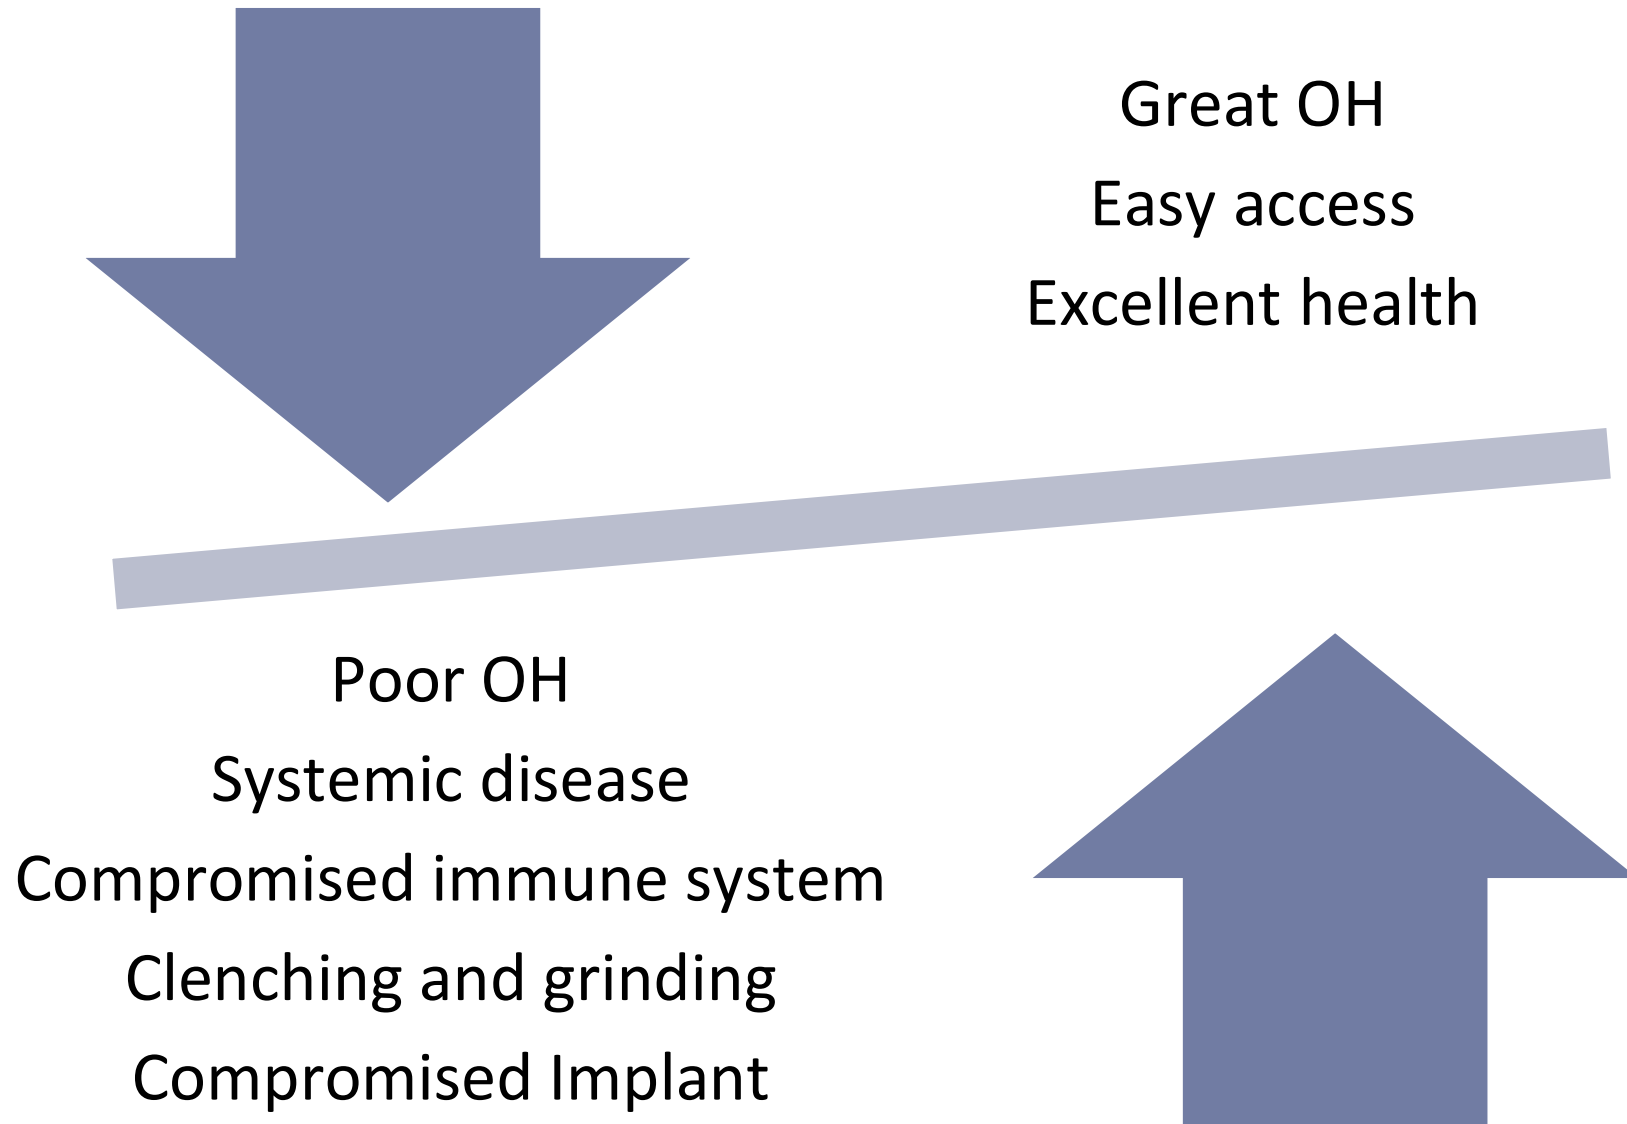 Great OH
Easy access
Excellent health
Poor OH
Systemic disease
Compromised immune system
Clenching and grinding
Compromised Implant